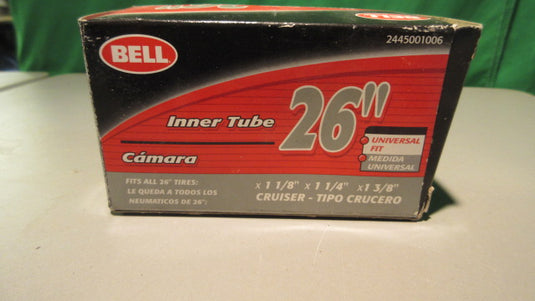 BELL
2445001006
Inner Tube
26"
Cámara
UNIVERSAL
FIT
MEDIDA
UNIVERSAL
FITS ALL 26" TIRES:
LE QUEDA A TODOS LOS
NEUMATICOS DE 26":
x 1 1/8" x 1 1/4" x1 3/8"
CRUISER - TIPO CRUCERO